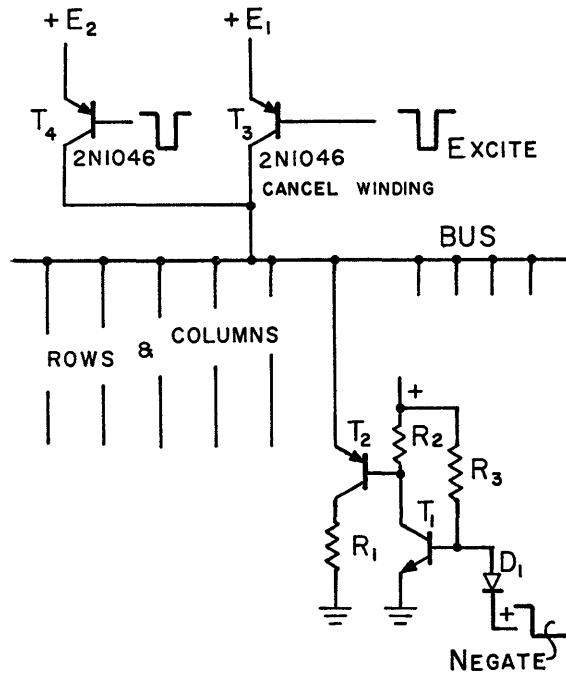 +E₂
+E₁
T₄
T₃
2N1046
2N1046
EXCITE
CANCEL WINDING
BUS
ROWS & COLUMNS
+
T₂
R₂
R₃
T₁
R₁
D₁
+
NEGATE